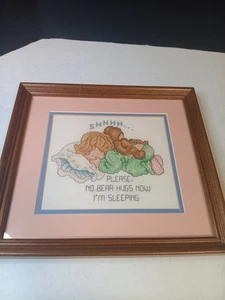 SHHHH...
PLEASE,
NO BEAR HUGS NOW
I'M SLEEPING